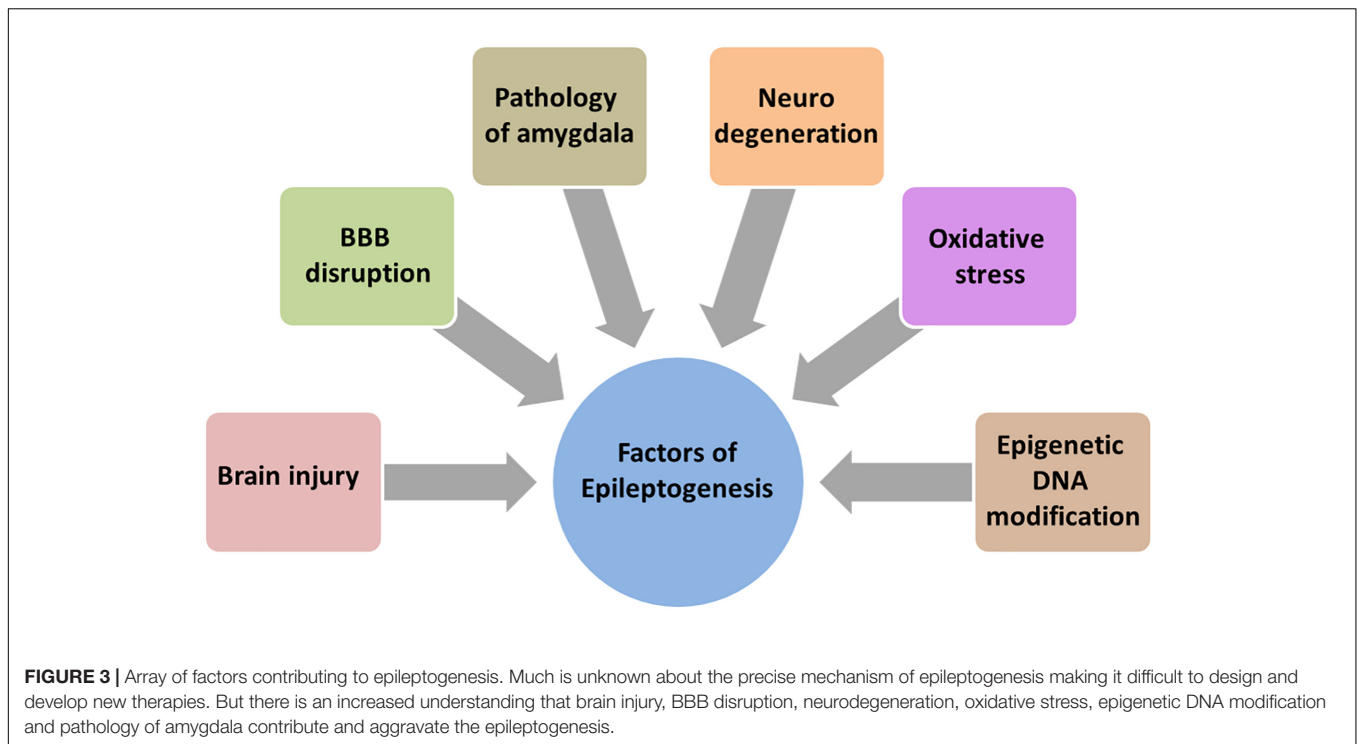 Pathology
of amygdala
Neuro
degeneration
BBB
disruption
Oxidative
stress
Brain injury
Factors of
Epileptogenesis
Epigenetic
DNA
modification
FIGURE 3 | Array of factors contributing to epileptogenesis. Much is unknown about the precise mechanism of epileptogenesis making it difficult to design and
develop new therapies. But there is an increased understanding that brain injury, BBB disruption, neurodegeneration, oxidative stress, epigenetic DNA modification
and pathology of amygdala contribute and aggravate the epileptogenesis.